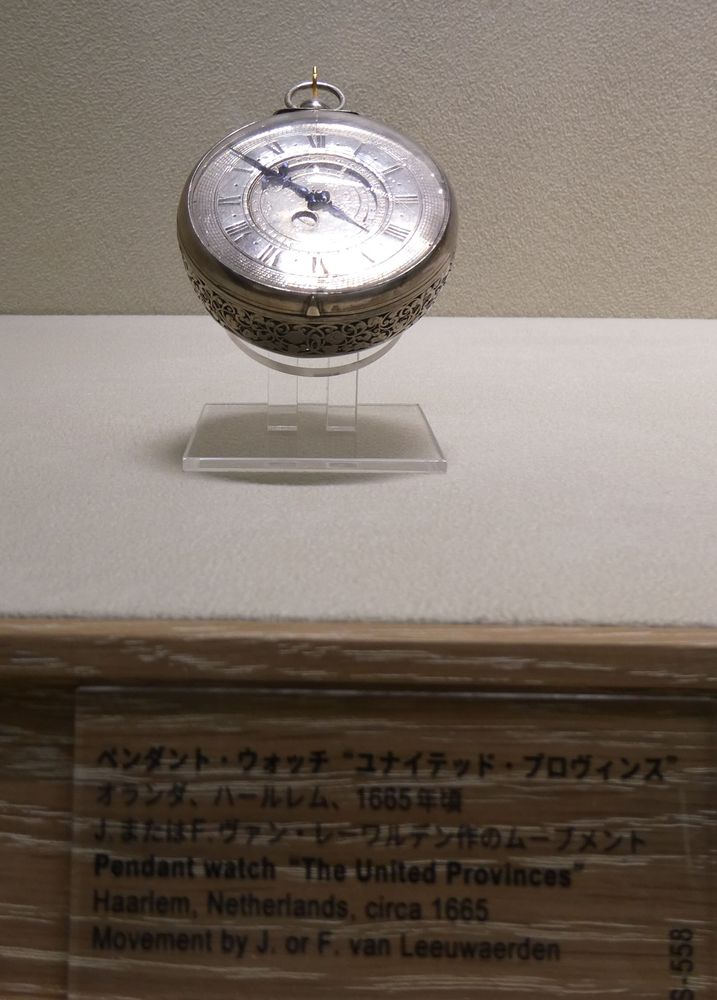 ペンダント・ウォッチ "ユナイテッド・プロヴィンス"
オランダ、ハールレム、1665年頃
J.またはF.ヴァン・レーワルデン作のムーブメント
Pendant watch "The United Provinces"
Haarlem, Netherlands, circa 1665
Movement by J. or F. van Leeuwaerden
S-558